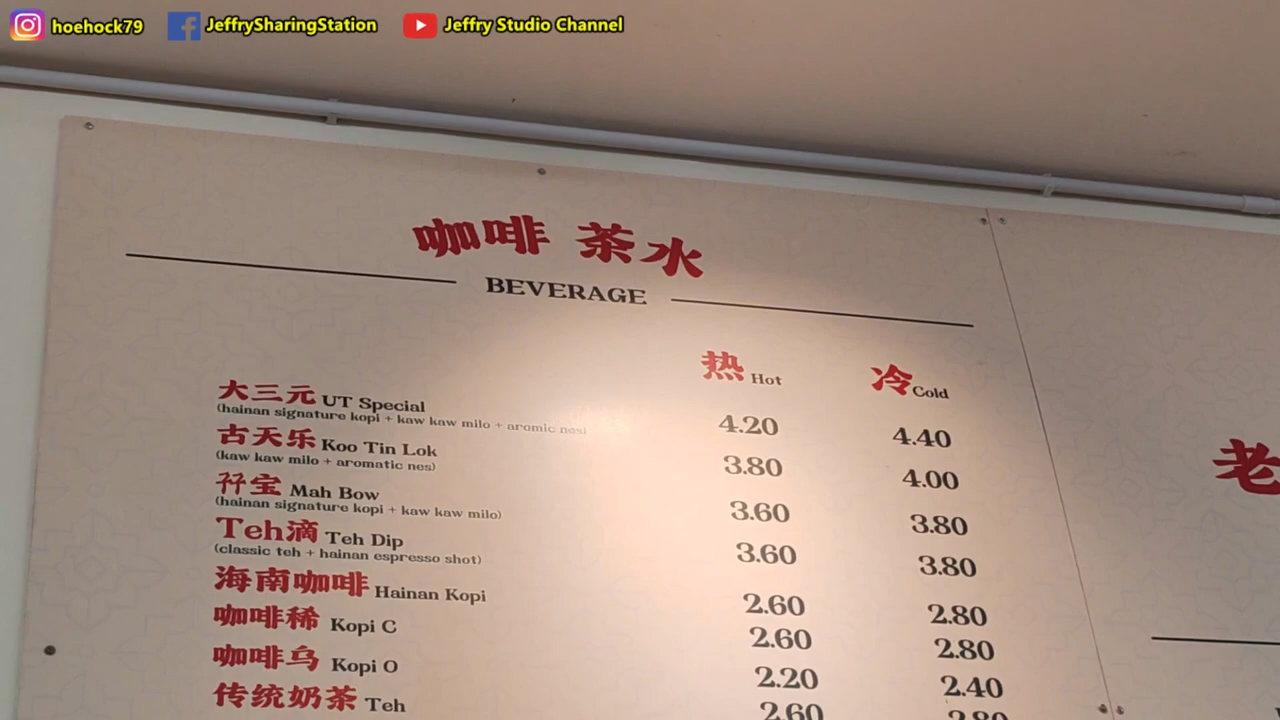 hoehock79 JeffrySharingStation Jeffry Studio Channel
咖啡 茶水
BEVERAGE
热 Hot 冷 Cold
大三元 UT Special 4.20 4.40
(hainan signature kopi + kaw kaw milo + aromic nes)
古天乐 Koo Tin Lok 3.80 4.00
(kaw kaw milo + aromatic nes)
孖宝 Mah Bow 3.60 3.80
(hainan signature kopi + kaw kaw milo)
Teh滴 Teh Dip 3.60 3.80
(classic teh + hainan espresso shot)
海南咖啡 Hainan Kopi 2.60 2.80
咖啡稀 Kopi C 2.60 2.80
咖啡乌 Kopi O 2.20 2.40
传统奶茶 Teh 2.60 2.80
老